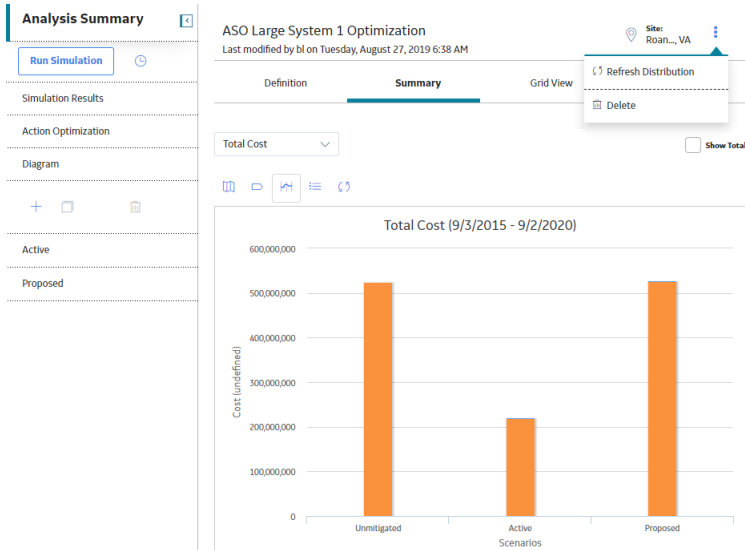 Analysis Summary
Run Simulation
Simulation Results
Action Optimization
Diagram
Active
Proposed
ASO Large System 1 Optimization
Last modified by bl on Tuesday, August 27, 2019 6:38 AM
Site:
Roan..., VA
Refresh Distribution
Delete
Definition
Summary
Grid View
Total Cost
Show Total
Total Cost (9/3/2015 - 9/2/2020)
Cost (undefined)
600,000,000
500,000,000
400,000,000
300,000,000
200,000,000
100,000,000
0
Unmitigated
Active
Proposed
Scenarios